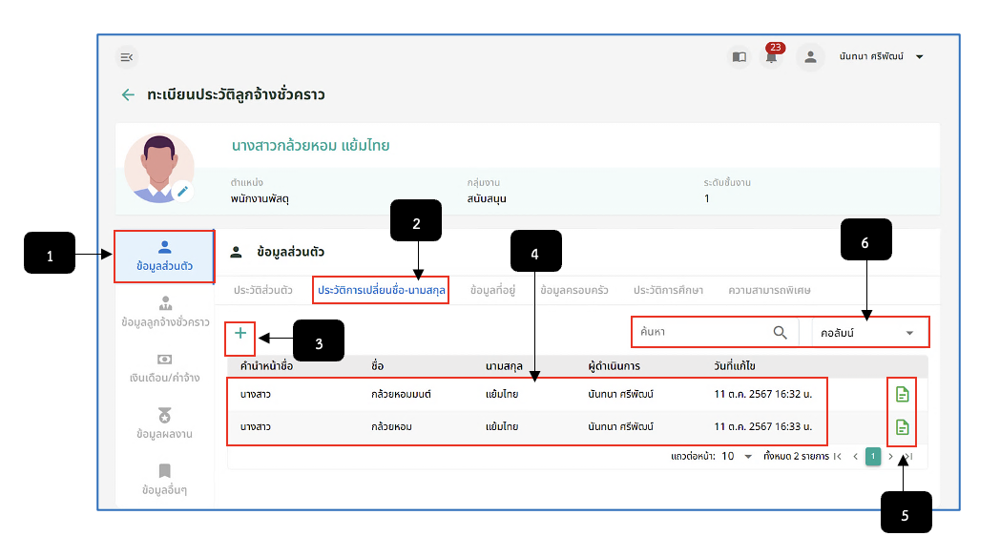 23
นันทนา ศรีพัฒน์
ทะเบียนประวัติลูกจ้างชั่วคราว
นางสาวกล้วยหอม แย้มไทย
ตำแหน่ง กลุ่มงาน ระดับชั้นงาน
พนักงานพัสดุ สนับสนุน 1
2
6
1
4
ข้อมูลส่วนตัว
ข้อมูลส่วนตัว
ประวัติส่วนตัว ประวัติการเปลี่ยนชื่อ-นามสกุล ข้อมูลที่อยู่ ข้อมูลครอบครัว ประวัติการศึกษา ความสามารถพิเศษ
ข้อมูลลูกจ้างชั่วคราว
3
ค้นหา คอลัมน์
คำนำหน้าชื่อ ชื่อ นามสกุล ผู้ดำเนินการ วันที่แก้ไข
เงินเดือน/ค่าจ้าง
นางสาว กล้วยหอมมนต์ แย้มไทย นันทนา ศรีพัฒน์ 11 ต.ค. 2567 16:32 น.
นางสาว กล้วยหอม แย้มไทย นันทนา ศรีพัฒน์ 11 ต.ค. 2567 16:33 น.
ข้อมูลผลงาน
แถวต่อหน้า: 10 ทั้งหมด 2 รายการ 1
ข้อมูลอื่นๆ
5